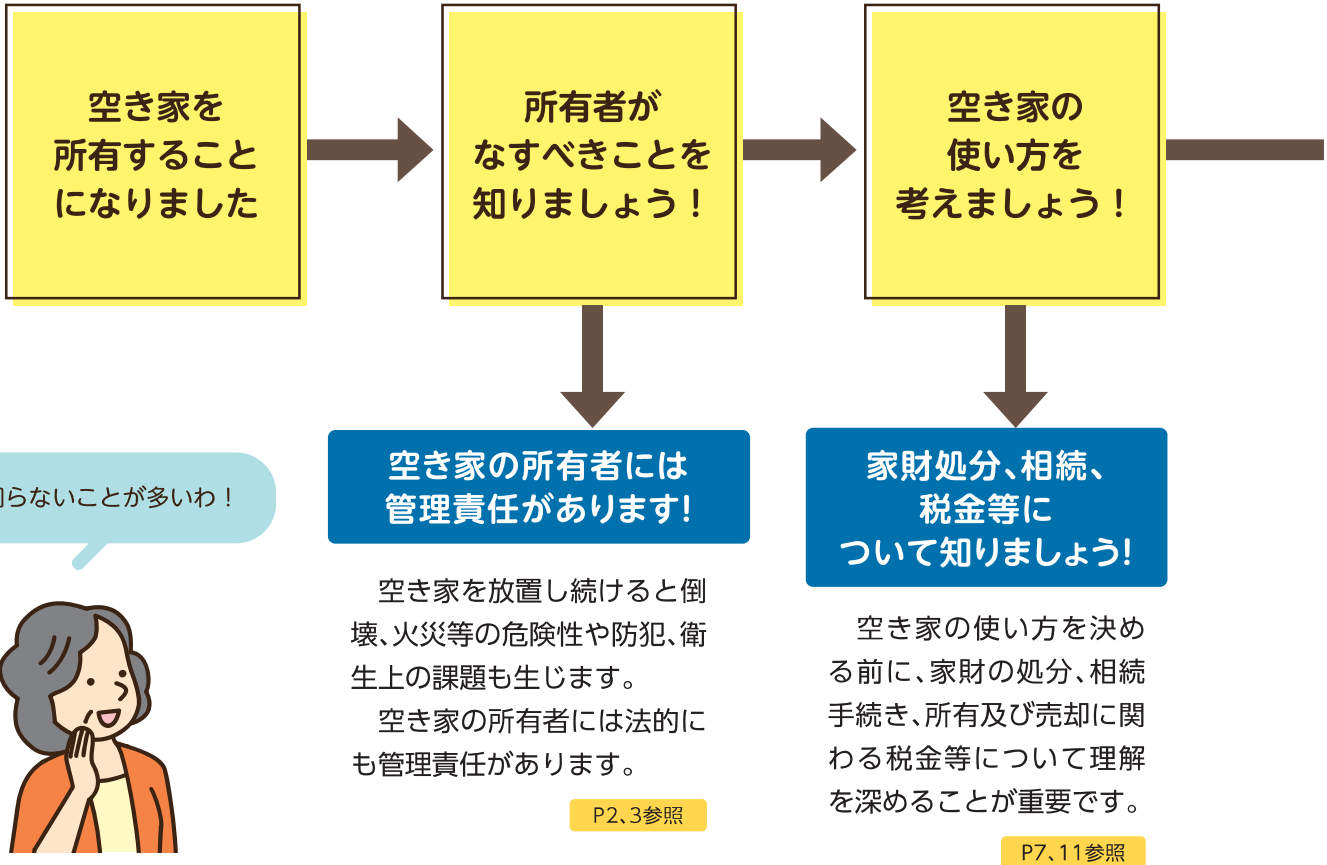 空き家を
所有すること
になりました
所有者が
なすべきことを
知りましょう！
空き家の
使い方を
考えましょう！
らないことが多いわ！
空き家の所有者には
管理責任があります!
空き家を放置し続けると倒
壊、火災等の危険性や防犯、衛
生上の課題も生じます。
空き家の所有者には法的に
も管理責任があります。
P2、3参照
家財処分、相続、
税金等に
ついて知りましょう!
空き家の使い方を決め
る前に、家財の処分、相続
手続き、所有及び売却に関
わる税金等について理解
を深めることが重要です。
P7、11参照